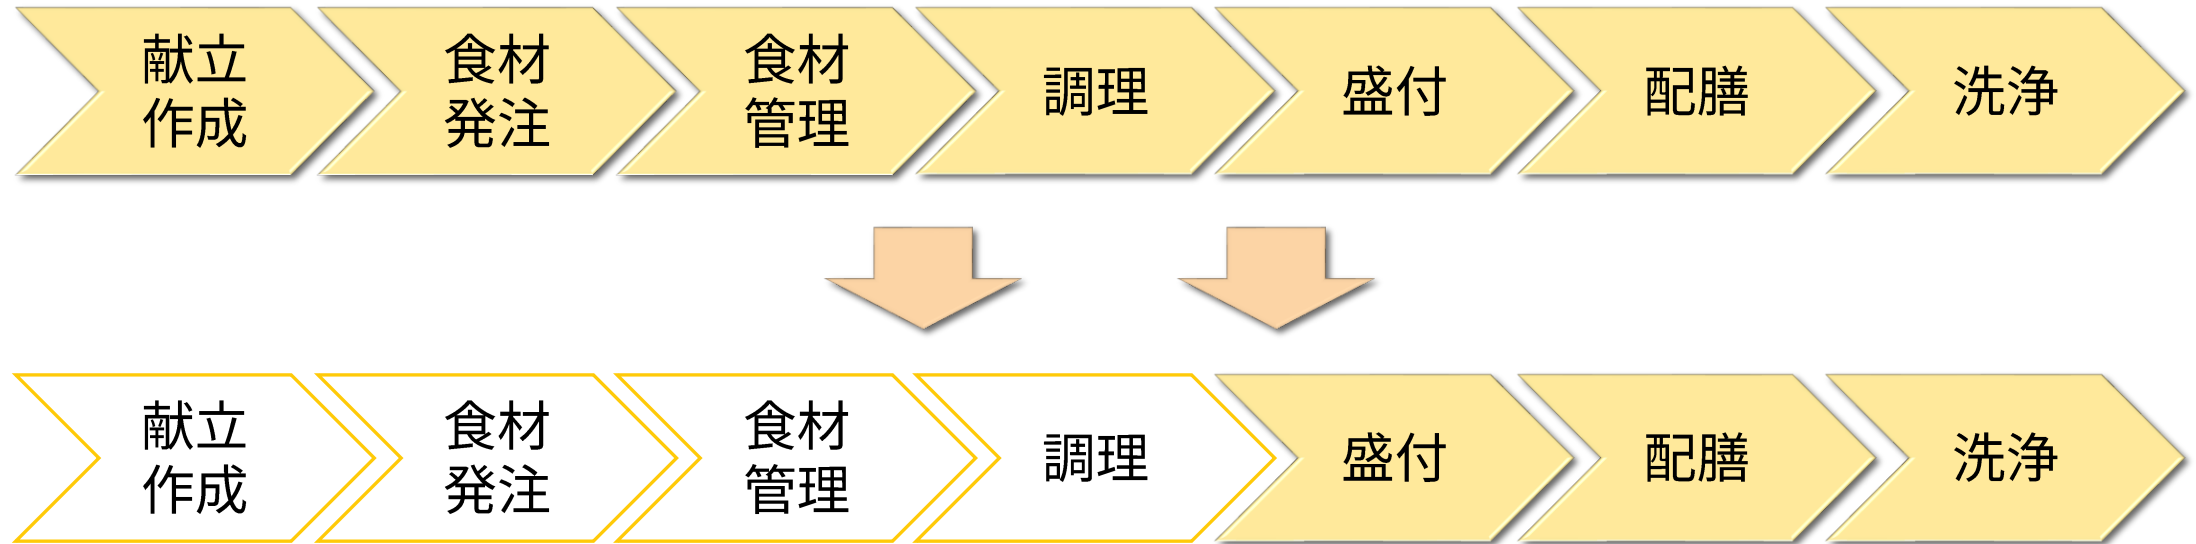 献立
作成
食材
発注
食材
管理
調理
盛付
配膳
洗浄
献立
作成
食材
発注
食材
管理
調理
盛付
配膳
洗浄